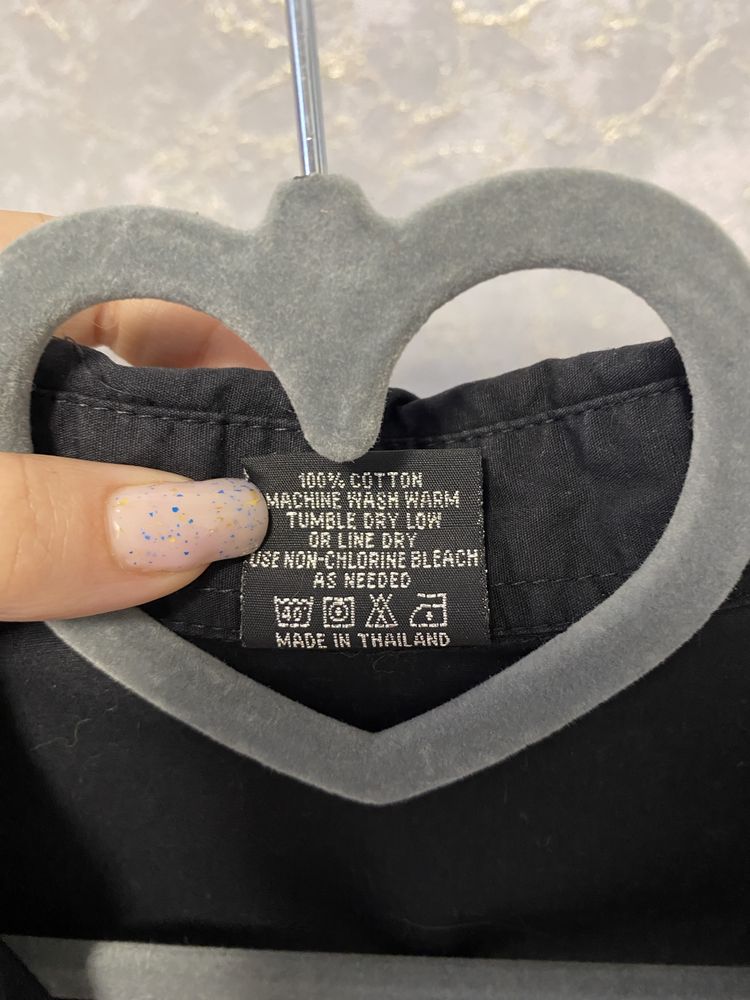 100% COTTON
MACHINE WASH WARM
TUMBLE DRY LOW
OR LINE DRY
USE NON-CHLORINE BLEACH
AS NEEDED
40
MADE IN THAILAND